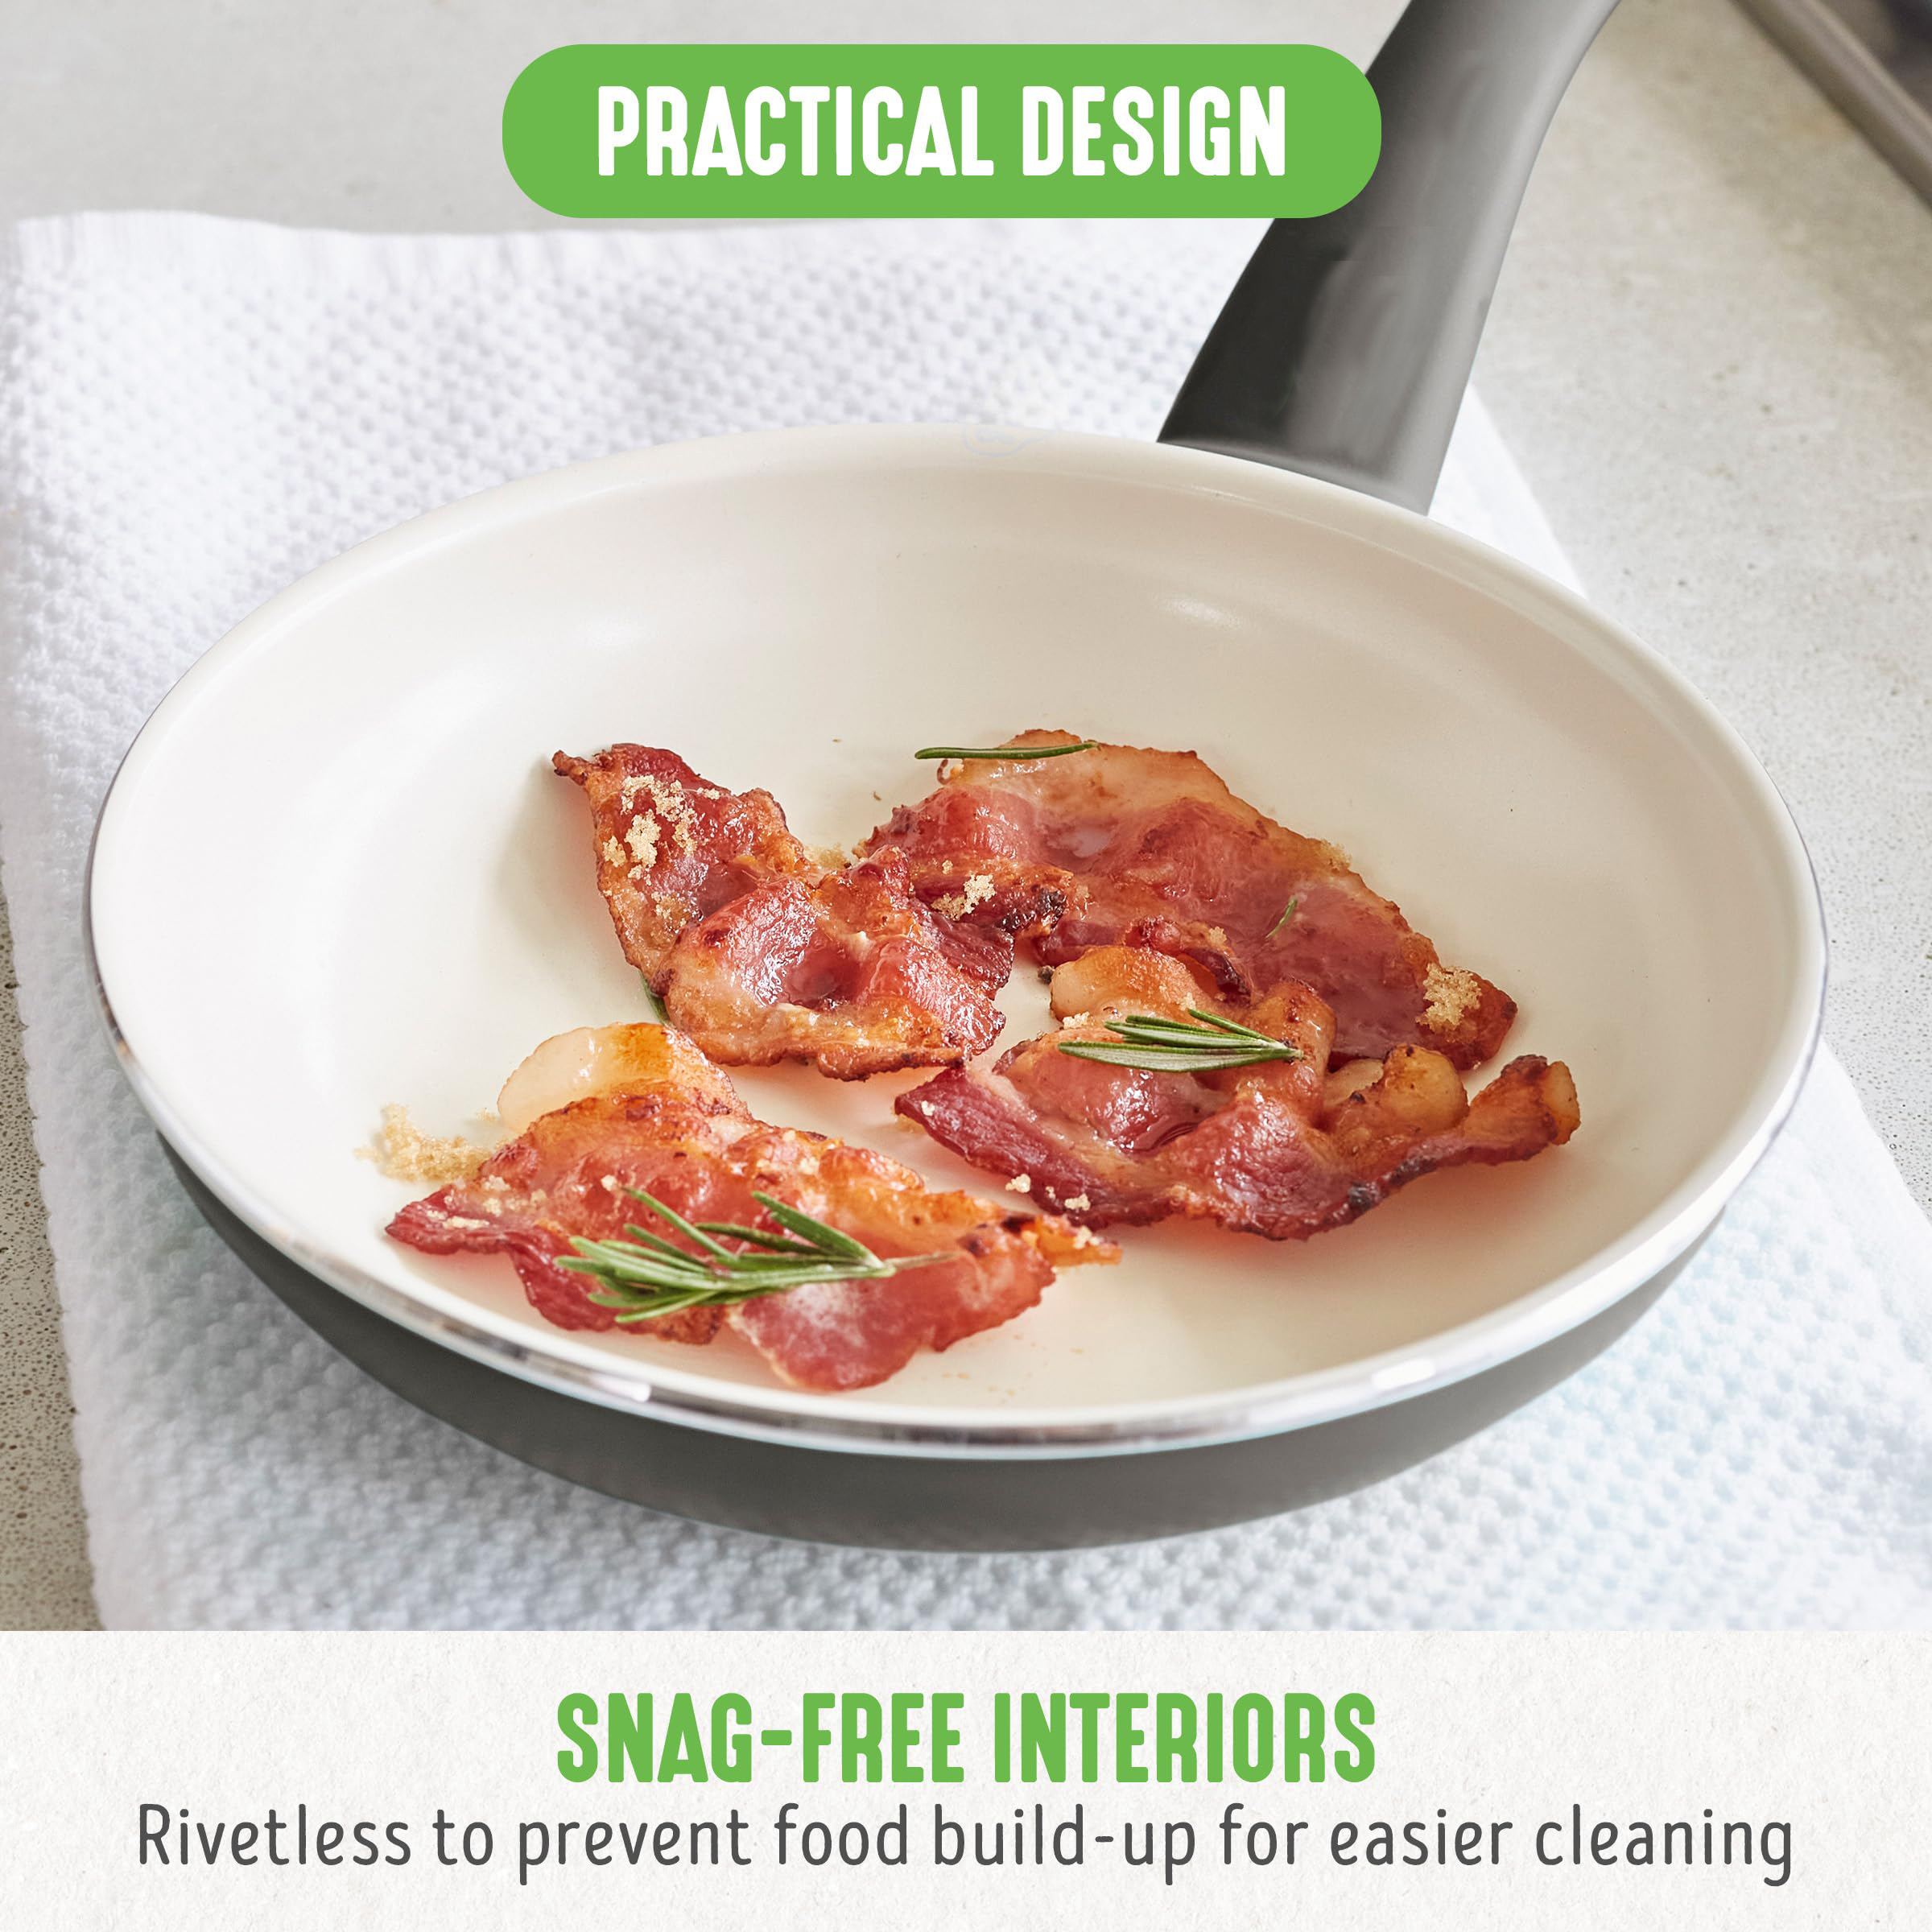 PRACTICAL DESIGN
SNAG-FREE INTERIORS
Rivetless to prevent food build-up for easier cleaning